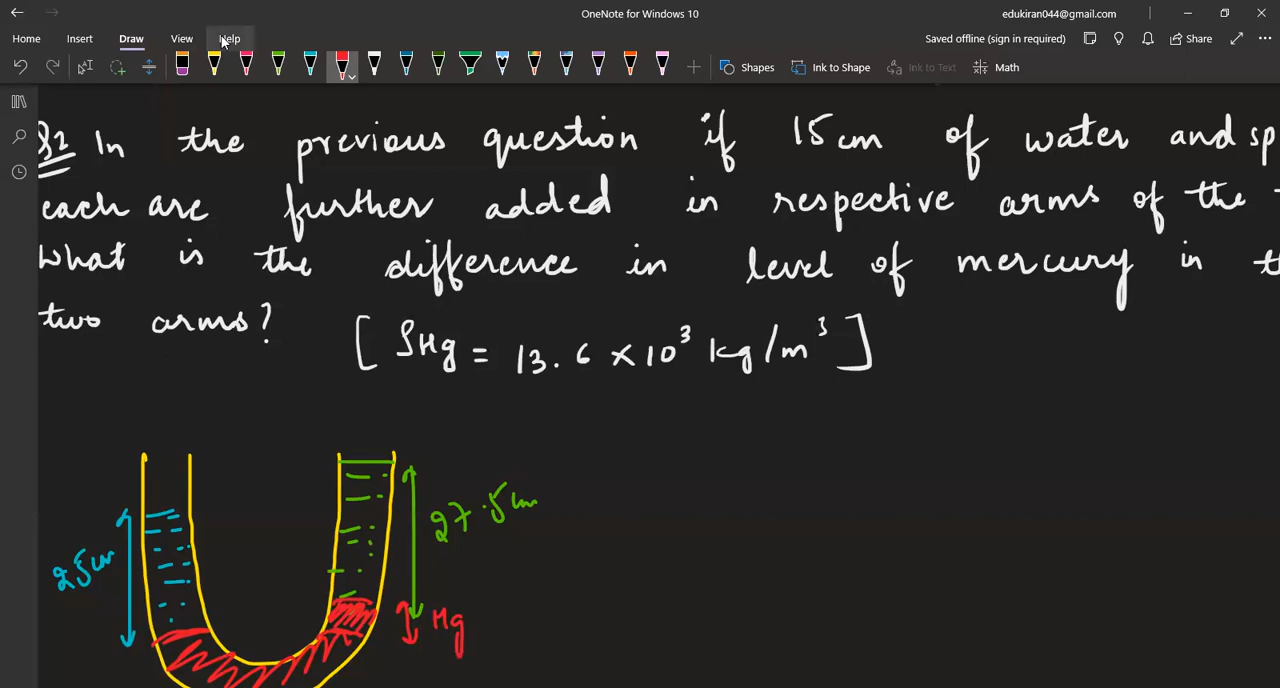 OneNote for Windows 10
edukiran044@gmail.com
Home Insert Draw View Help
Saved offline (sign in required) Share
Shapes Ink to Shape Ink to Text Math
Q2 In the previous question if 15cm of water and sp
each are further added in respective arms of the
What is the difference in level of mercury in
two arms? [ ρHg = 13.6 × 10³ kg/m³ ]
25cm
27.5cm
Hg